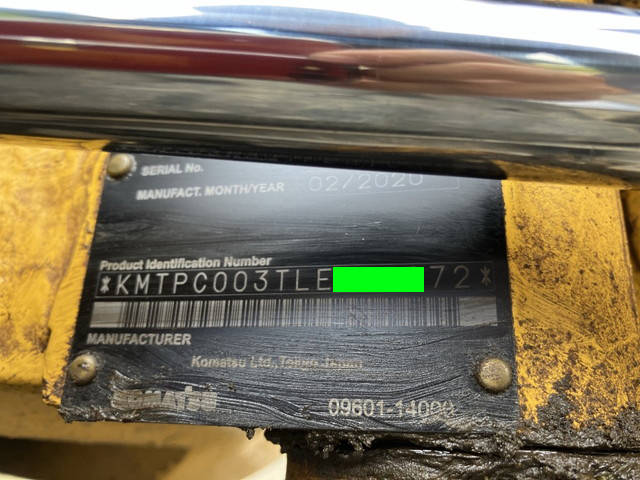 SERIAL No.
MANUFACT. MONTH/YEAR 02/2020
Product Identification Number
*KMTPC003TLE 72*
MANUFACTURER
Komatsu Ltd., Tokyo Japan
KOMATSU
09601-14000